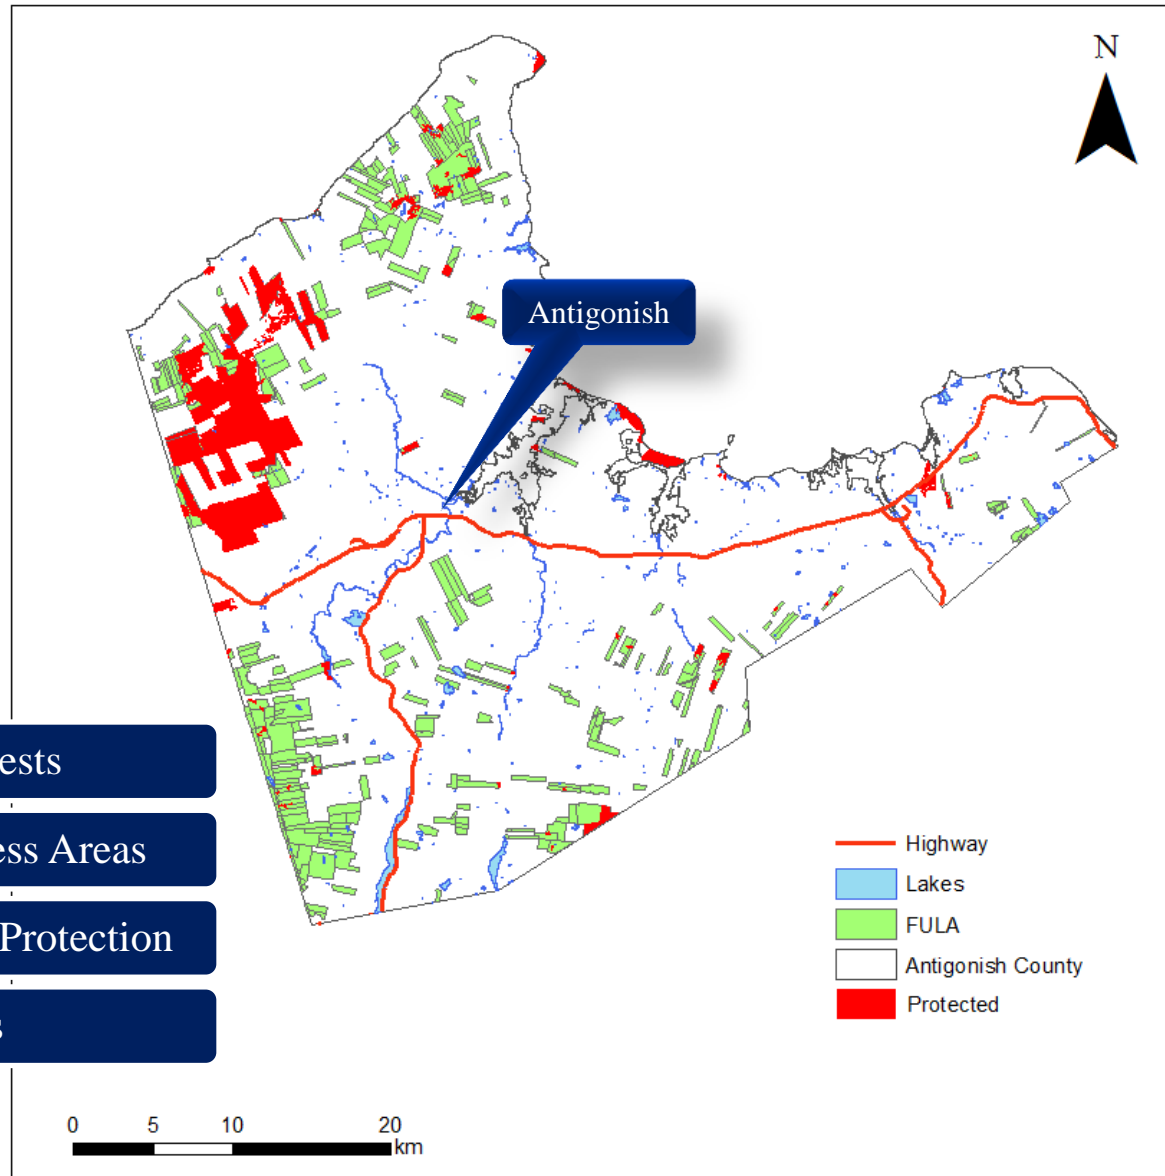 N
Antigonish
ests
ess Areas
Protection
s
Highway
Lakes
FULA
Antigonish County
Protected
0 5 10 20
km